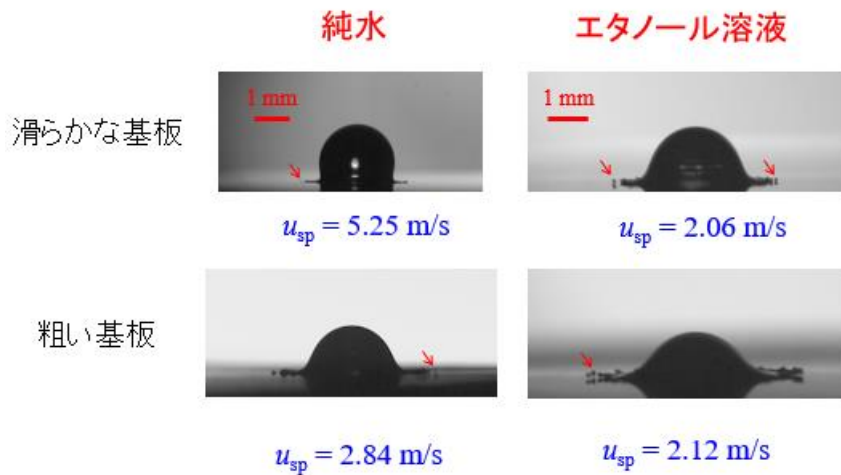 純水
エタノール溶液
滑らかな基板
1 mm
1 mm
u_sp = 5.25 m/s
u_sp = 2.06 m/s
粗い基板
u_sp = 2.84 m/s
u_sp = 2.12 m/s